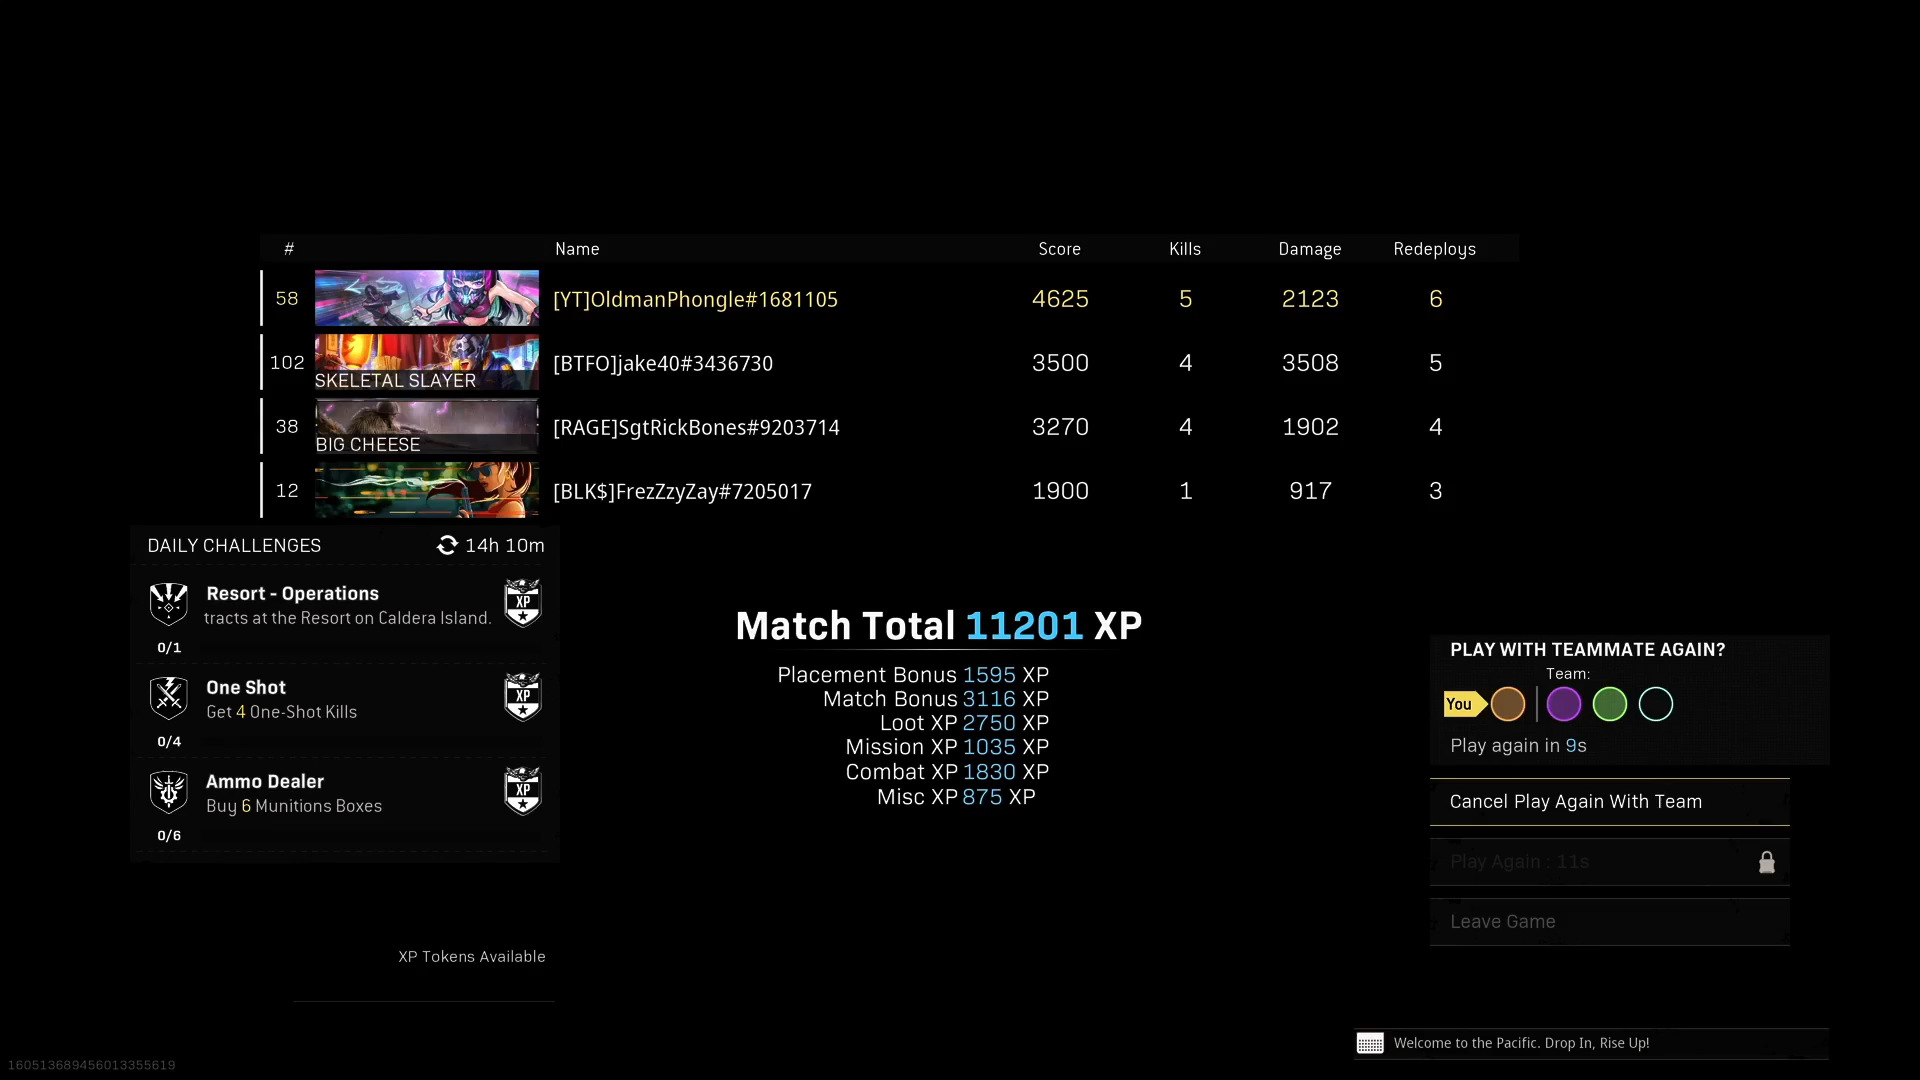 # Name Score Kills Damage Redeploys
58 [YT]OldmanPhongle#1681105 4625 5 2123 6
102 SKELETAL SLAYER [BTFO]jake40#3436730 3500 4 3508 5
38 BIG CHEESE [RAGE]SgtRickBones#9203714 3270 4 1902 4
12 [BLK$]FrezZzyZay#7205017 1900 1 917 3
DAILY CHALLENGES 14h 10m
Resort - Operations
tracts at the Resort on Caldera Island.
XP
0/1
One Shot
Get 4 One-Shot Kills
XP
0/4
Ammo Dealer
Buy 6 Munitions Boxes
XP
0/6
XP Tokens Available
Match Total 11201 XP
Placement Bonus 1595 XP
Match Bonus 3116 XP
Loot XP 2750 XP
Mission XP 1035 XP
Combat XP 1830 XP
Misc XP 875 XP
PLAY WITH TEAMMATE AGAIN?
Team:
You
Play again in 9s
Cancel Play Again With Team
Play Again : 11s
Leave Game
Welcome to the Pacific. Drop In, Rise Up!
160513689456013355619